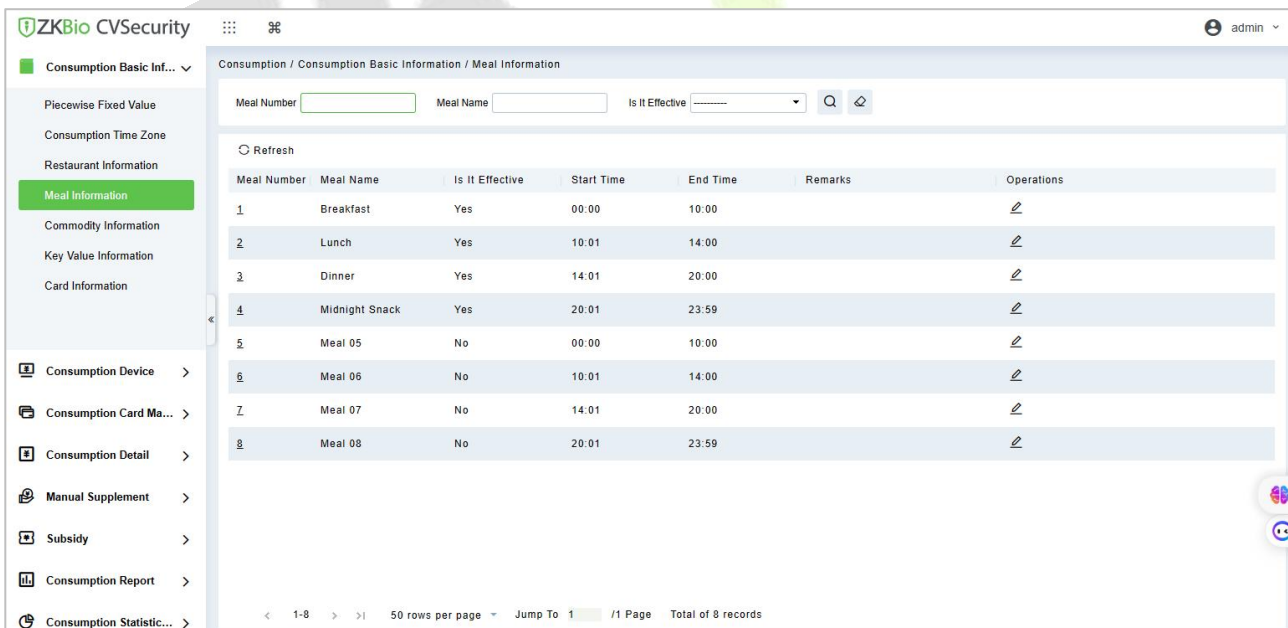 ZKBio CVSecurity
admin
Consumption Basic Inf...
Piecewise Fixed Value
Consumption Time Zone
Restaurant Information
Meal Information
Commodity Information
Key Value Information
Card Information
Consumption Device
Consumption Card Ma...
Consumption Detail
Manual Supplement
Subsidy
Consumption Report
Consumption Statistic...
Consumption / Consumption Basic Information / Meal Information
Meal Number Meal Name Is It Effective ----------
Refresh
Meal Number Meal Name Is It Effective Start Time End Time Remarks Operations
1 Breakfast Yes 00:00 10:00
2 Lunch Yes 10:01 14:00
3 Dinner Yes 14:01 20:00
4 Midnight Snack Yes 20:01 23:59
5 Meal 05 No 00:00 10:00
6 Meal 06 No 10:01 14:00
7 Meal 07 No 14:01 20:00
8 Meal 08 No 20:01 23:59
< 1-8 > >| 50 rows per page Jump To 1 /1 Page Total of 8 records